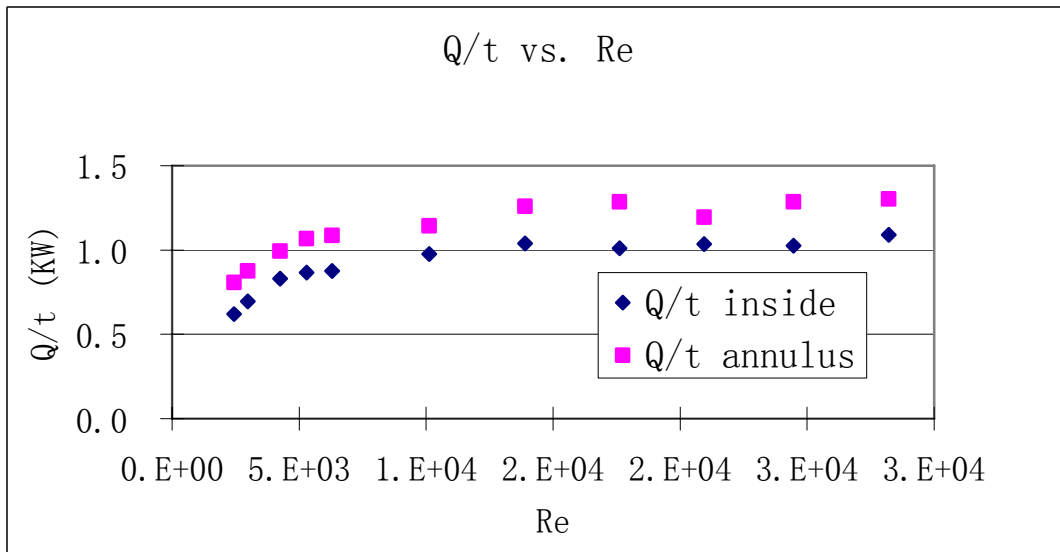 Q/t vs. Re
Q/t (KW)
1.5
1.0
0.5
0.0
Q/t inside
Q/t annulus
0.E+00 5.E+03 1.E+04 2.E+04 2.E+04 3.E+04 3.E+04
Re